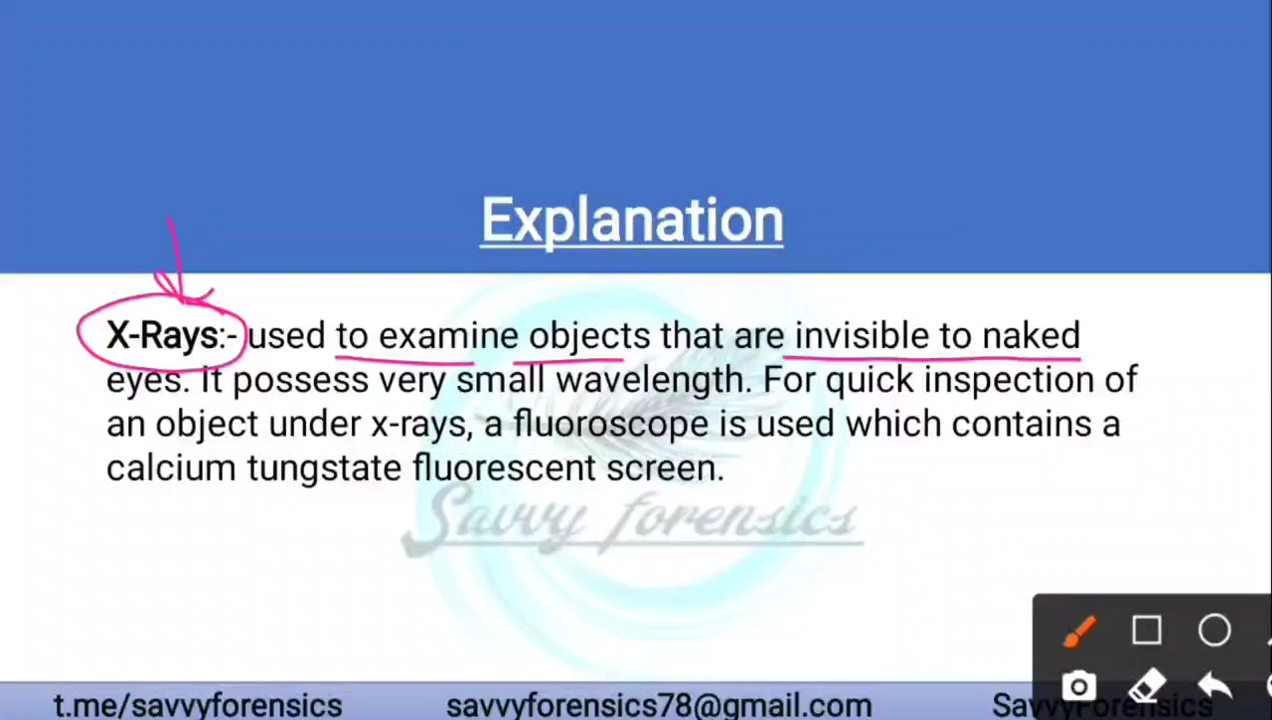 Explanation
X-Rays:- used to examine objects that are invisible to naked
eyes. It possess very small wavelength. For quick inspection of
an object under x-rays, a fluoroscope is used which contains a
calcium tungstate fluorescent screen.
Savvy forensics
t.me/savvyforensics savvyforensics78@gmail.com SavvyForensics